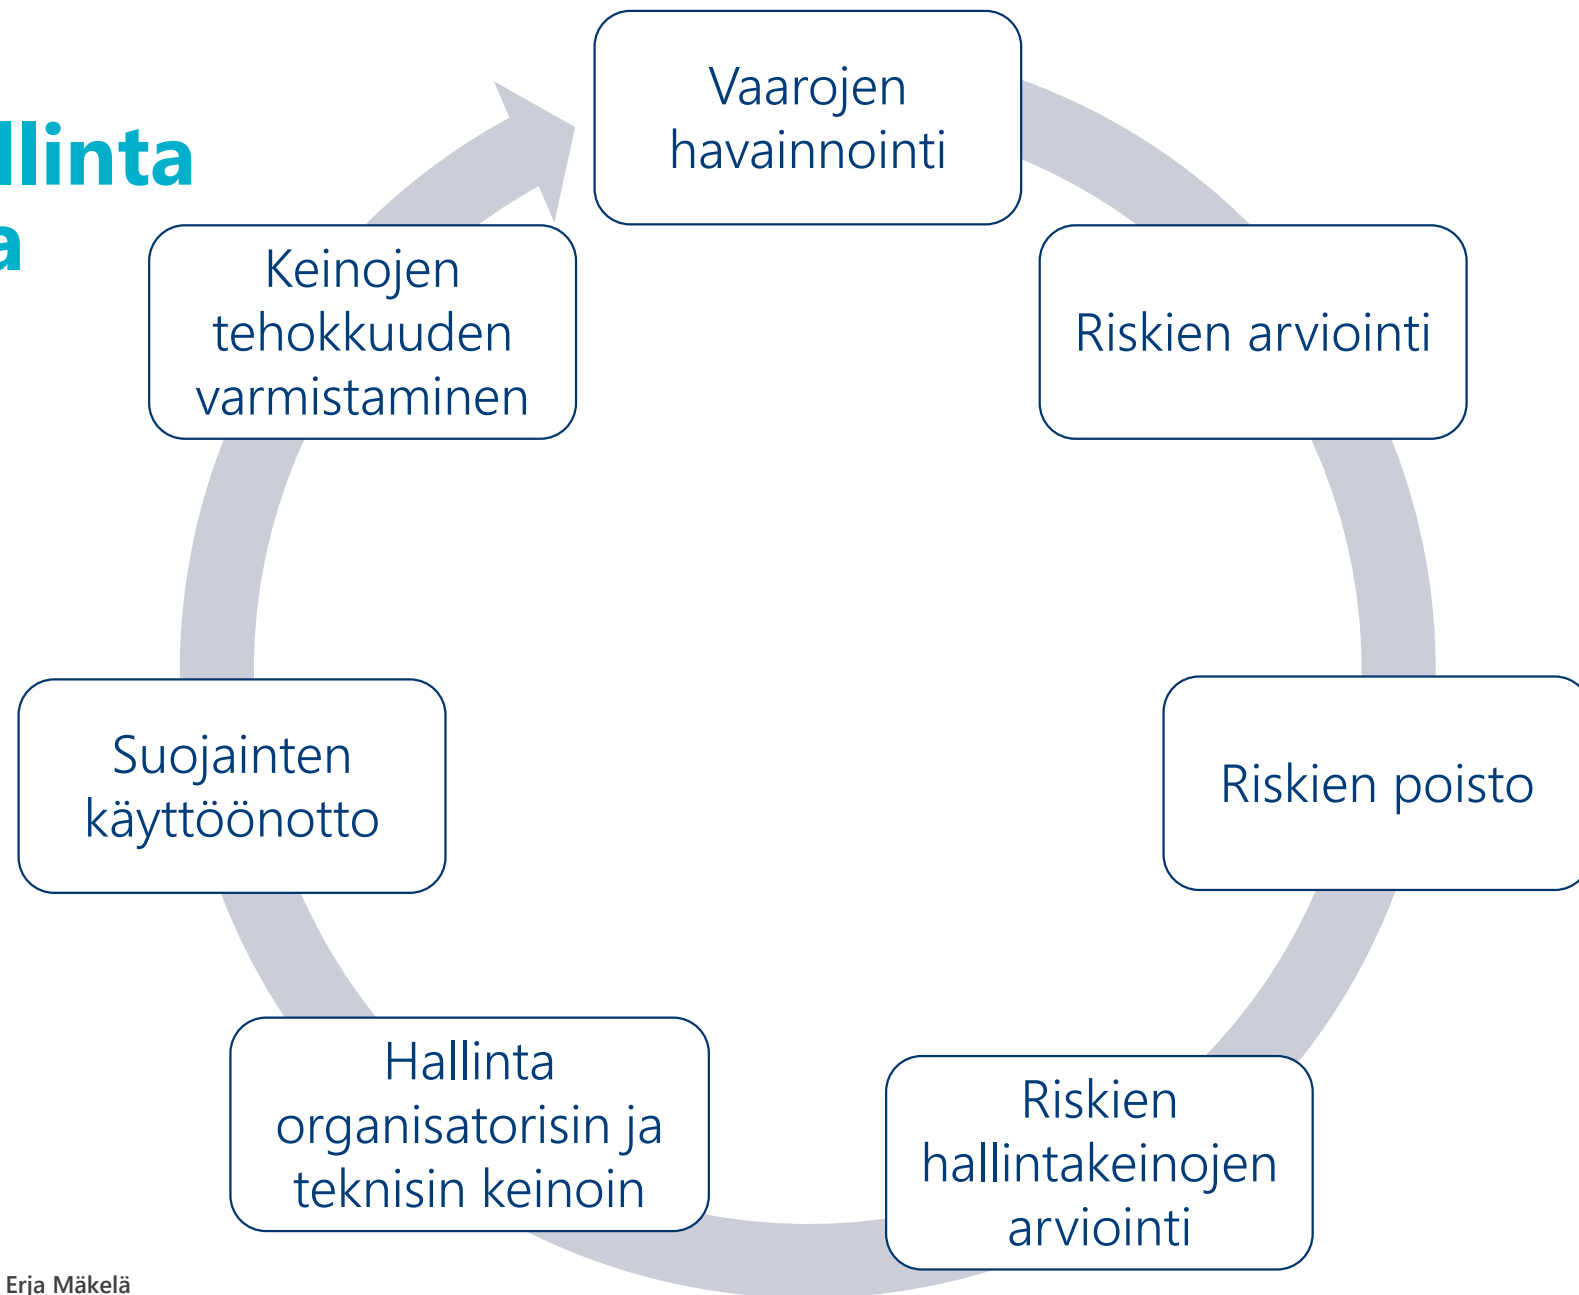 llinta
a
Vaarojen
havainnointi
Riskien arviointi
Riskien poisto
Riskien
hallintakeinojen
arviointi
Hallinta
organisatorisin ja
teknisin keinoin
Suojainten
käyttöönotto
Keinojen
tehokkuuden
varmistaminen
Erja Mäkelä